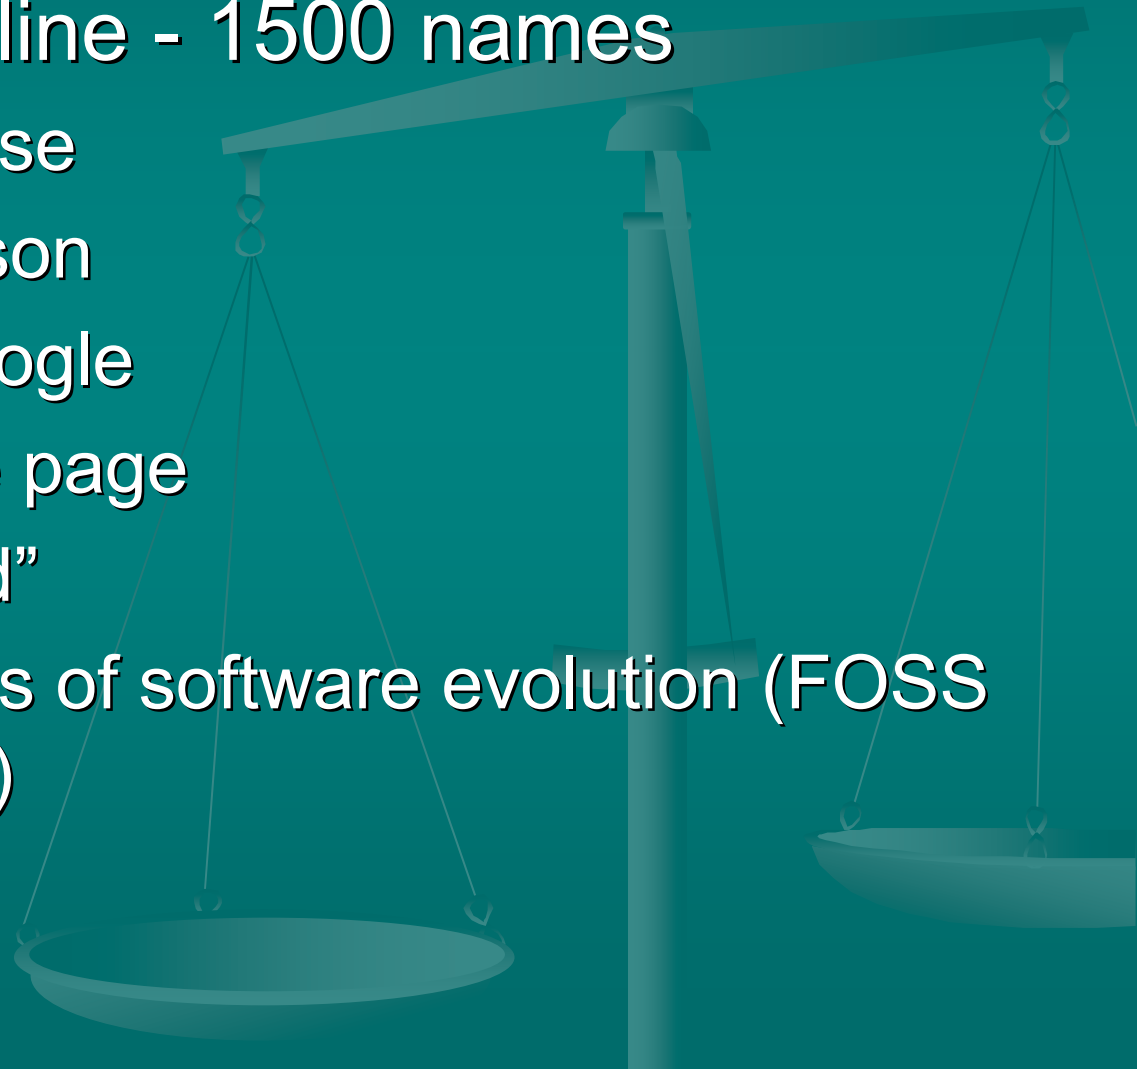 line - 1500 names
se
son
ogle
page
d”
s of software evolution (FOSS
)